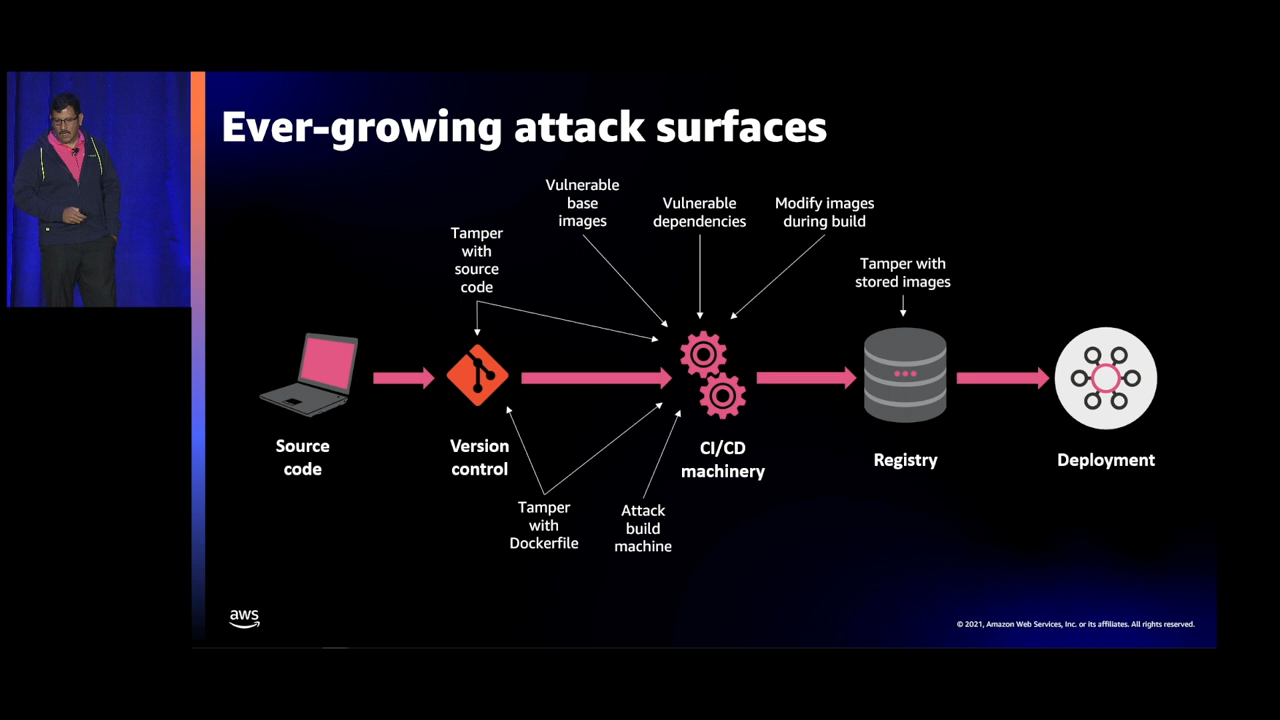 Ever-growing attack surfaces
Vulnerable
base
images
Vulnerable
dependencies
Modify images
during build
Tamper
with
source
code
Tamper with
stored images
Source
code
Version
control
CI/CD
machinery
Registry
Deployment
Tamper
with
Dockerfile
Attack
build
machine
aws
© 2021, Amazon Web Services, Inc. or its affiliates. All rights reserved.